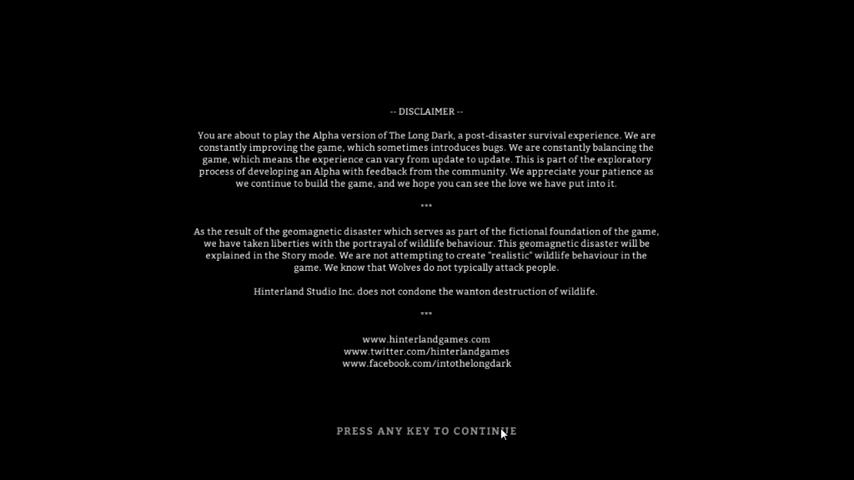 -- DISCLAIMER --
You are about to play the Alpha version of The Long Dark, a post-disaster survival experience. We are
constantly improving the game, which sometimes introduces bugs. We are constantly balancing the
game, which means the experience can vary from update to update. This is part of the exploratory
process of developing an Alpha with feedback from the community. We appreciate your patience as
we continue to build the game, and we hope you can see the love we have put into it.
***
As the result of the geomagnetic disaster which serves as part of the fictional foundation of the game,
we have taken liberties with the portrayal of wildlife behaviour. This geomagnetic disaster will be
explained in the Story mode. We are not attempting to create "realistic" wildlife behaviour in the
game. We know that Wolves do not typically attack people.
Hinterland Studio Inc. does not condone the wanton destruction of wildlife.
***
www.hinterlandgames.com
www.twitter.com/hinterlandgames
www.facebook.com/intothelongdark
PRESS ANY KEY TO CONTINUE